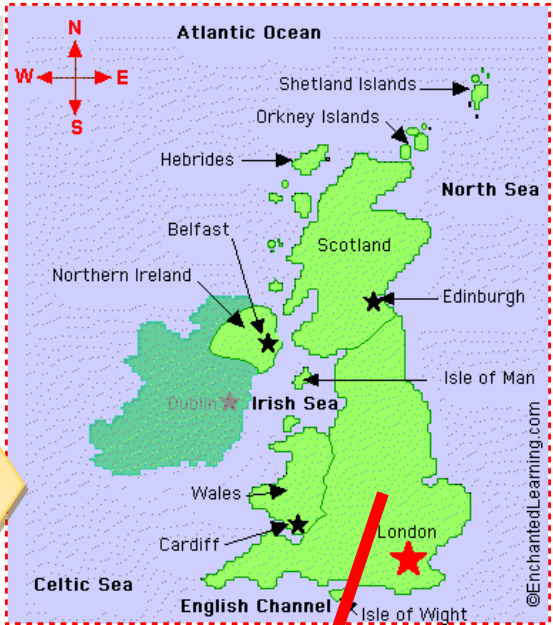 Atlantic Ocean
N
W
E
S
Shetland Islands
Orkney Islands
Hebrides
North Sea
Belfast
Scotland
Northern Ireland
Edinburgh
Isle of Man
Dublin
Irish Sea
Wales
London
Cardiff
Celtic Sea
English Channel
Isle of Wight
©EnchantedLearning.com